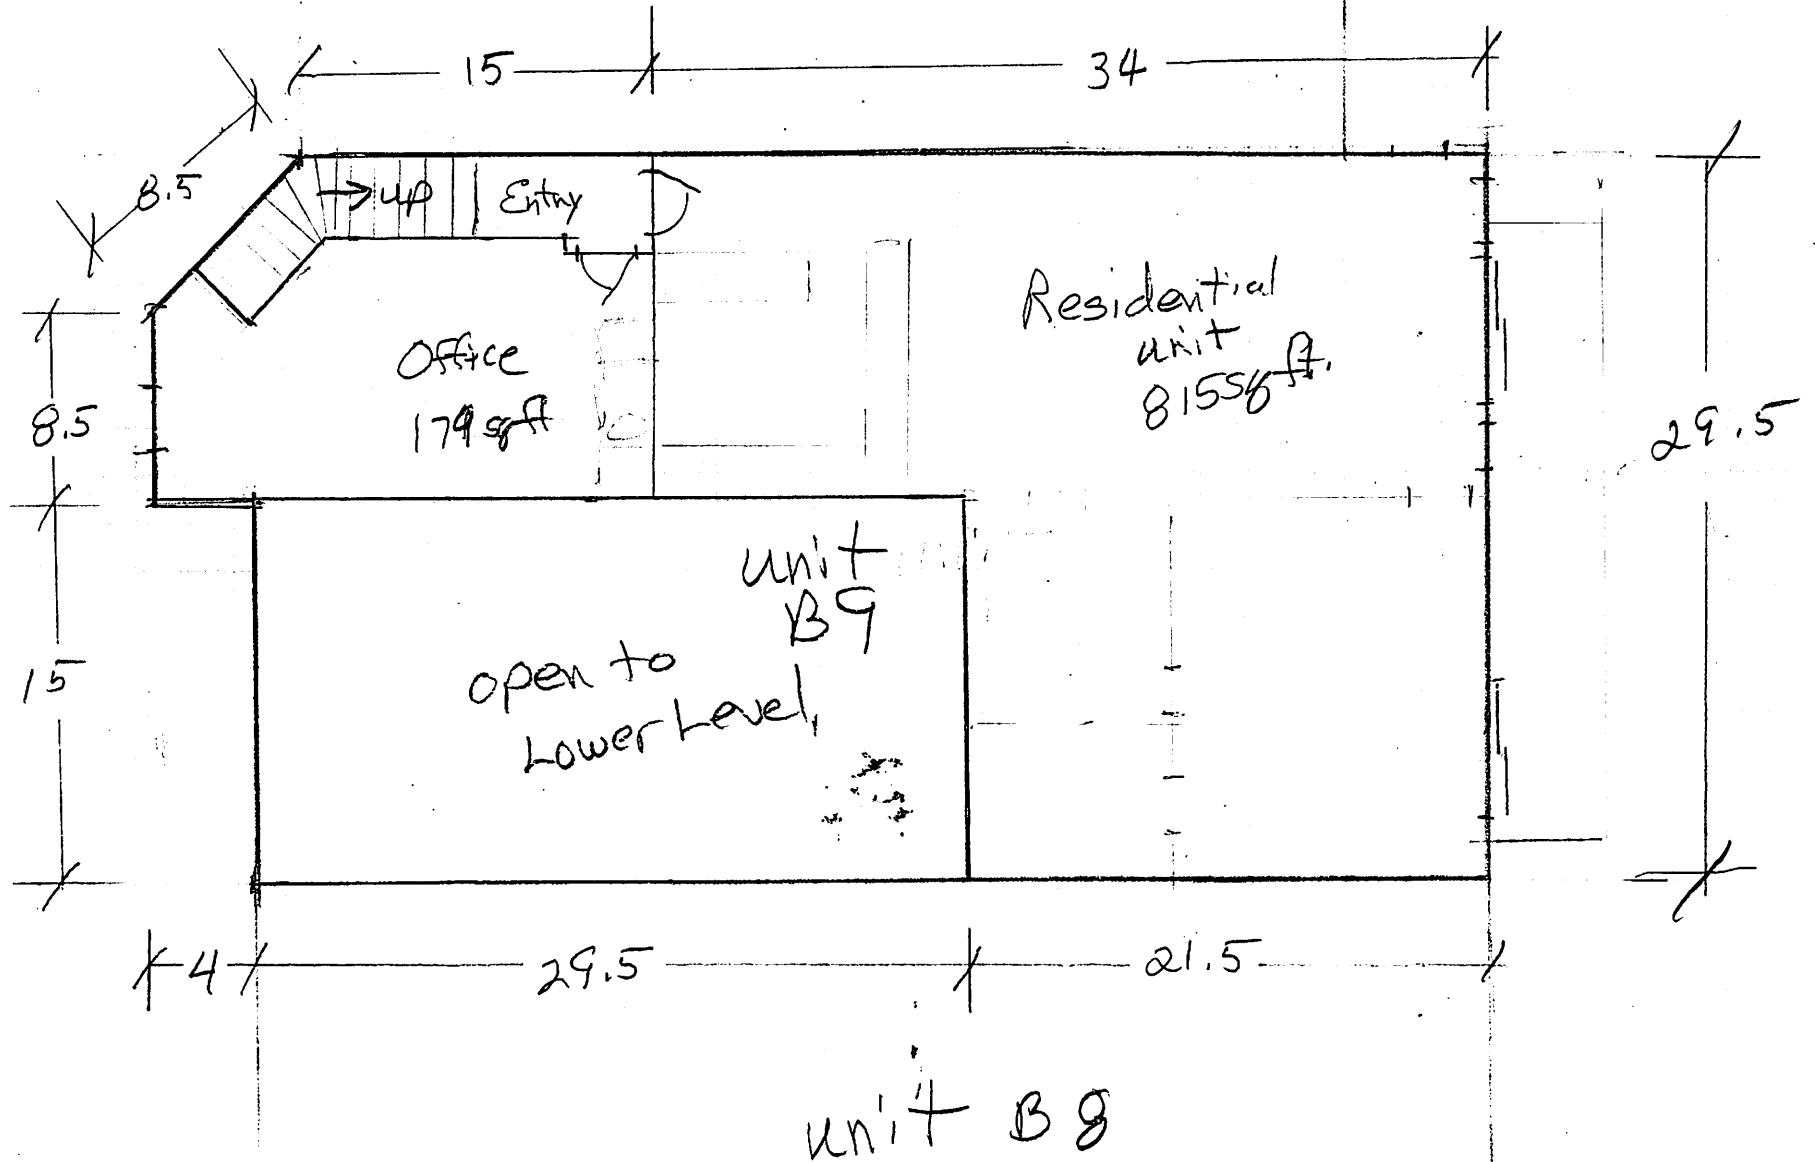 15
34
8.5
up
Entry
Residential
unit
815 sq ft.
Office
179 sq ft
8.5
29.5
unit
B9
open to
Lower Level,
15
4
29.5
21.5
unit B8